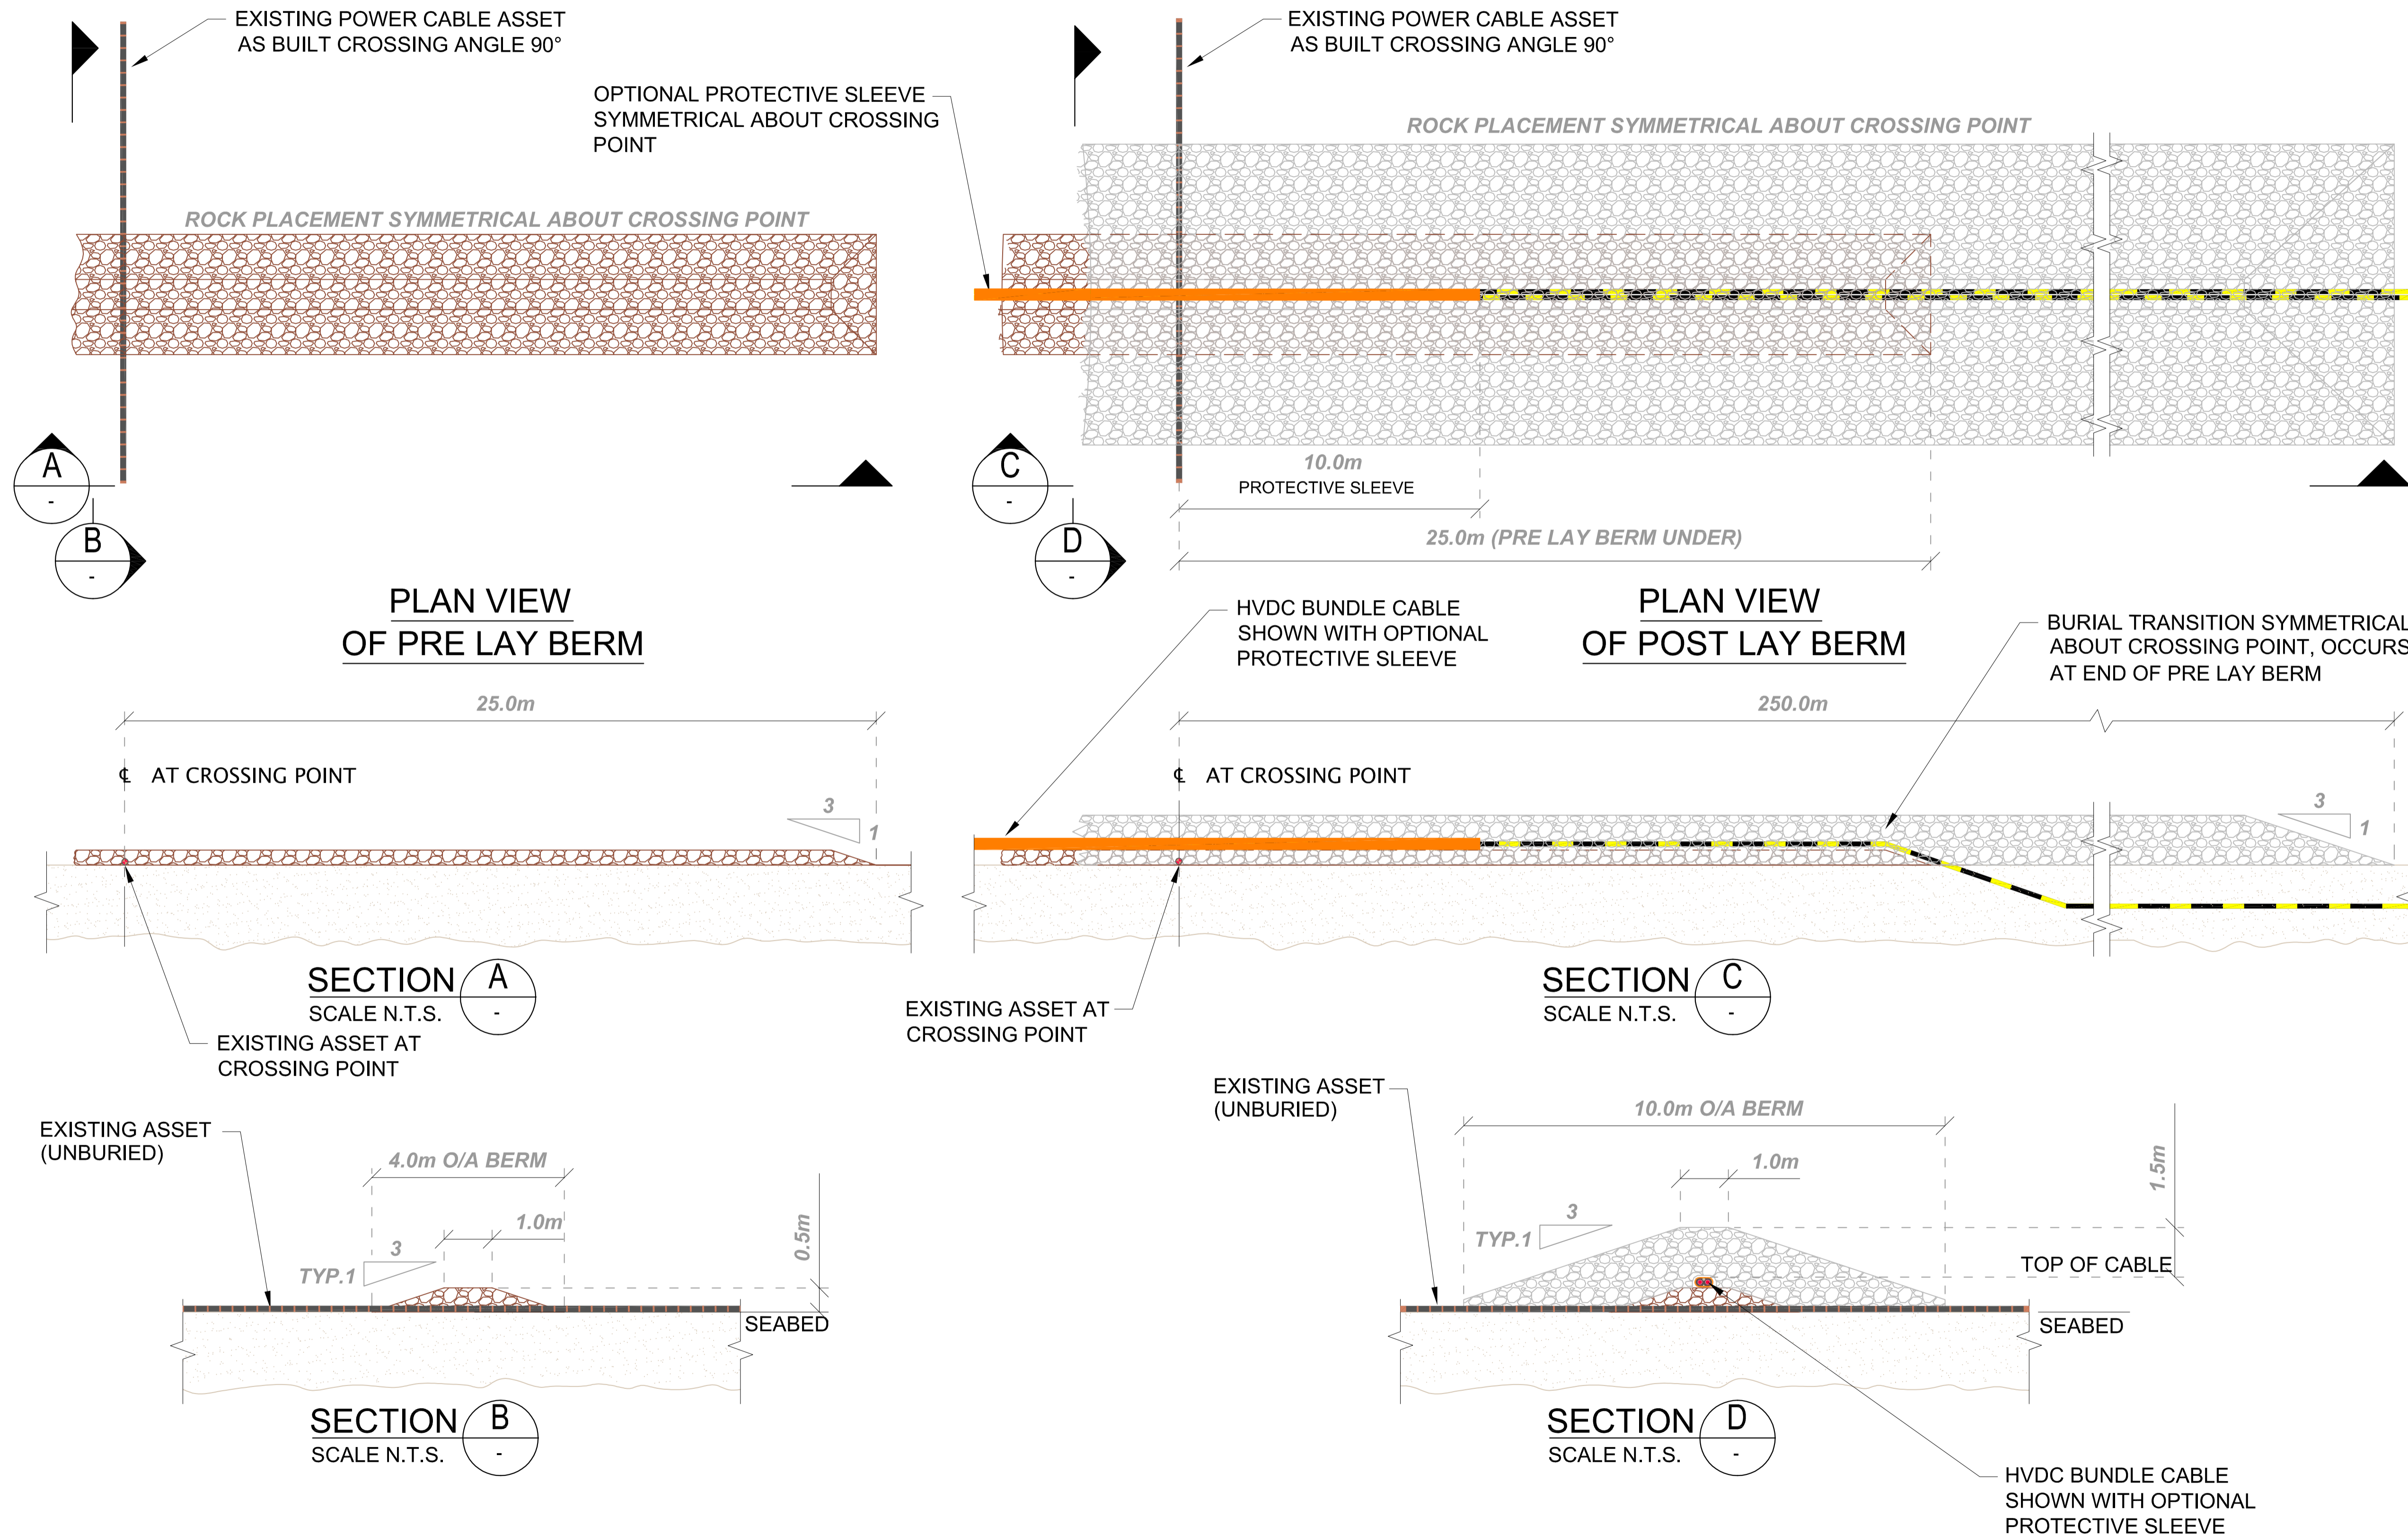 EXISTING POWER CABLE ASSET
AS BUILT CROSSING ANGLE 90°
ROCK PLACEMENT SYMMETRICAL ABOUT CROSSING POINT
A
-
B
-
PLAN VIEW
OF PRE LAY BERM
OPTIONAL PROTECTIVE SLEEVE
SYMMETRICAL ABOUT CROSSING
POINT
EXISTING POWER CABLE ASSET
AS BUILT CROSSING ANGLE 90°
ROCK PLACEMENT SYMMETRICAL ABOUT CROSSING POINT
C
-
D
-
10.0m
PROTECTIVE SLEEVE
25.0m (PRE LAY BERM UNDER)
PLAN VIEW
OF POST LAY BERM
25.0m
℄ AT CROSSING POINT
3
1
SECTION A
SCALE N.T.S. -
EXISTING ASSET AT
CROSSING POINT
HVDC BUNDLE CABLE
SHOWN WITH OPTIONAL
PROTECTIVE SLEEVE
BURIAL TRANSITION SYMMETRICAL
ABOUT CROSSING POINT, OCCURS
AT END OF PRE LAY BERM
250.0m
℄ AT CROSSING POINT
3
1
SECTION C
SCALE N.T.S. -
EXISTING ASSET AT
CROSSING POINT
EXISTING ASSET
(UNBURIED)
4.0m O/A BERM
1.0m
3
TYP.1
0.5m
SEABED
SECTION B
SCALE N.T.S. -
EXISTING ASSET
(UNBURIED)
10.0m O/A BERM
1.0m
3
TYP.1
1.5m
TOP OF CABLE
SEABED
SECTION D
SCALE N.T.S. -
HVDC BUNDLE CABLE
SHOWN WITH OPTIONAL
PROTECTIVE SLEEVE